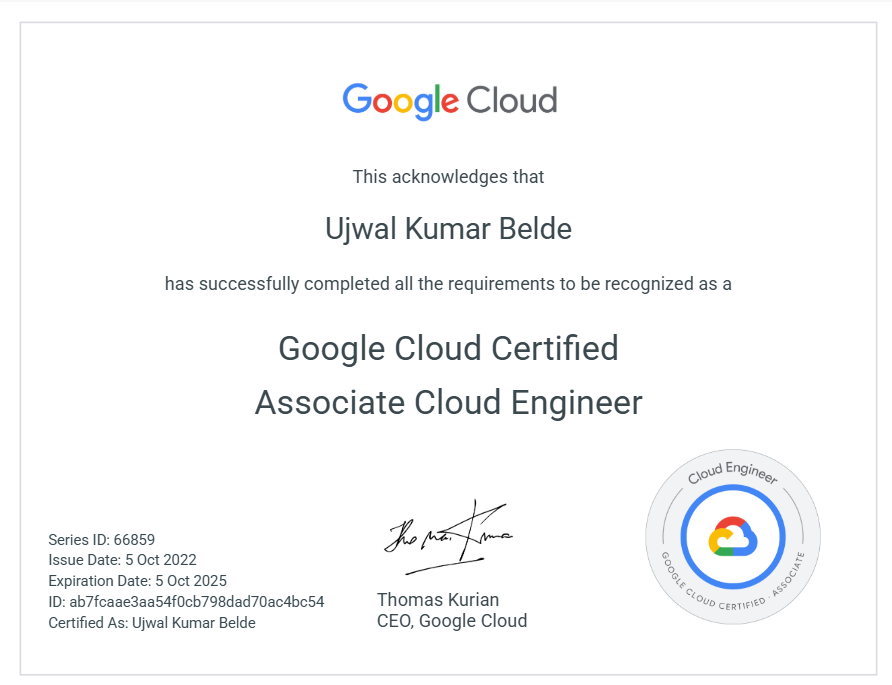 Google Cloud
This acknowledges that
Ujwal Kumar Belde
has successfully completed all the requirements to be recognized as a
Google Cloud Certified
Associate Cloud Engineer
Series ID: 66859
Issue Date: 5 Oct 2022
Expiration Date: 5 Oct 2025
ID: ab7fcaae3aa54f0cb798dad70ac4bc54
Certified As: Ujwal Kumar Belde
Thomas Kurian
CEO, Google Cloud
Cloud Engineer
GOOGLE CLOUD CERTIFIED · ASSOCIATE